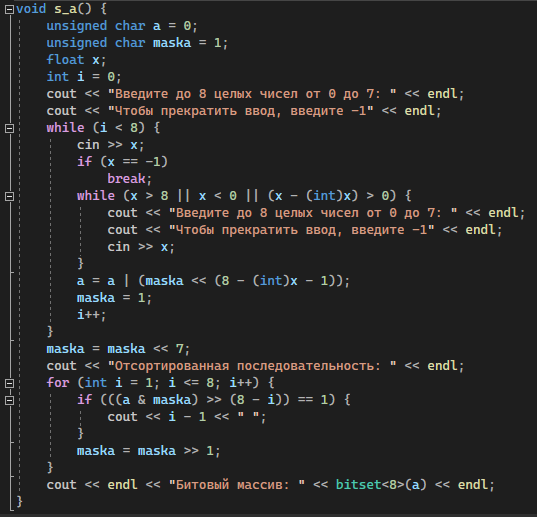 void s_a() {
    unsigned char a = 0;
    unsigned char maska = 1;
    float x;
    int i = 0;
    cout << "Введите до 8 целых чисел от 0 до 7: " << endl;
    cout << "Чтобы прекратить ввод, введите -1" << endl;
    while (i < 8) {
        cin >> x;
        if (x == -1)
            break;
        while (x > 8 || x < 0 || (x - (int)x) > 0) {
            cout << "Введите до 8 целых чисел от 0 до 7: " << endl;
            cout << "Чтобы прекратить ввод, введите -1" << endl;
            cin >> x;
        }
        a = a | (maska << (8 - (int)x - 1));
        maska = 1;
        i++;
    }
    maska = maska << 7;
    cout << "Отсортированная последовательность: " << endl;
    for (int i = 1; i <= 8; i++) {
        if (((a & maska) >> (8 - i)) == 1) {
            cout << i - 1 << " ";
        }
        maska = maska >> 1;
    }
    cout << endl << "Битовый массив: " << bitset<8>(a) << endl;
}